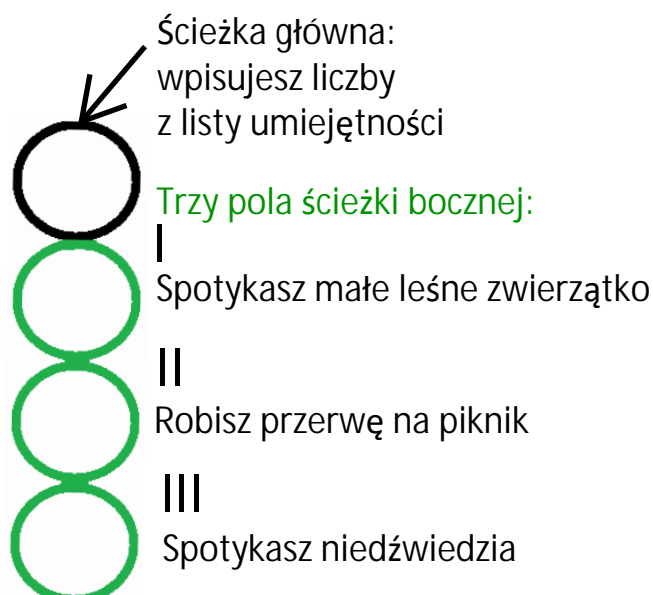 Ścieżka główna:
wpisujesz liczby
z listy umiejętności
Trzy pola ścieżki bocznej:
I
Spotykasz małe leśne zwierzątko
II
Robisz przerwę na piknik
III
Spotykasz niedźwiedzia